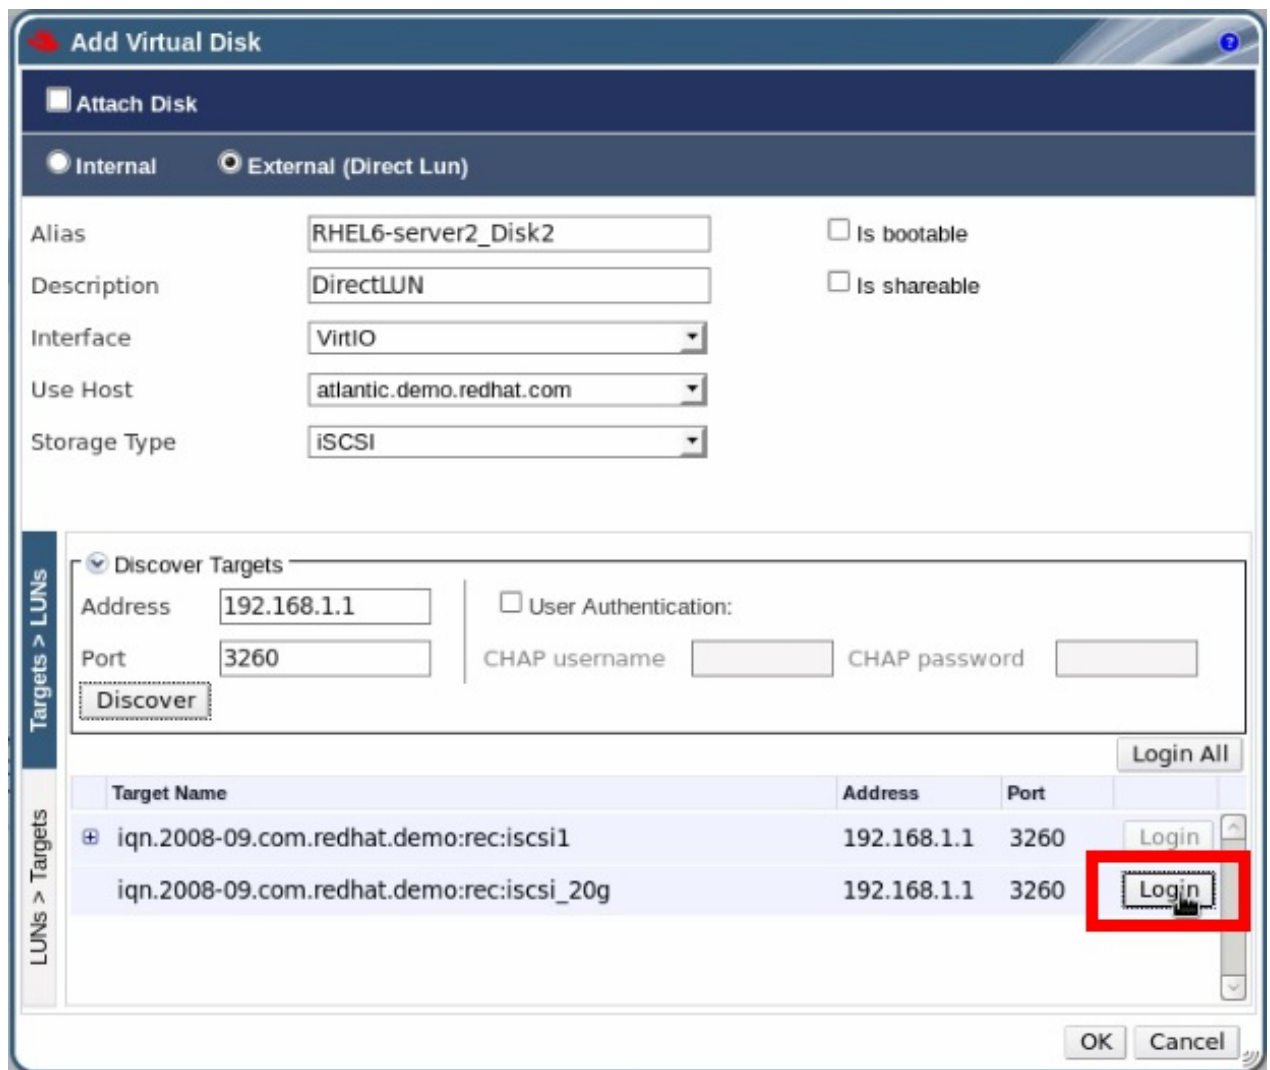 Add Virtual Disk
?
Attach Disk
Internal External (Direct Lun)
Alias RHEL6-server2_Disk2 Is bootable
Description DirectLUN Is shareable
Interface VirtIO
Use Host atlantic.demo.redhat.com
Storage Type iSCSI
Targets > LUNs
LUNs > Targets
Discover Targets
Address 192.168.1.1 User Authentication:
Port 3260 CHAP username CHAP password
Discover
Login All
Target Name Address Port
iqn.2008-09.com.redhat.demo:rec:iscsi1 192.168.1.1 3260 Login
iqn.2008-09.com.redhat.demo:rec:iscsi_20g 192.168.1.1 3260 Login
OK Cancel